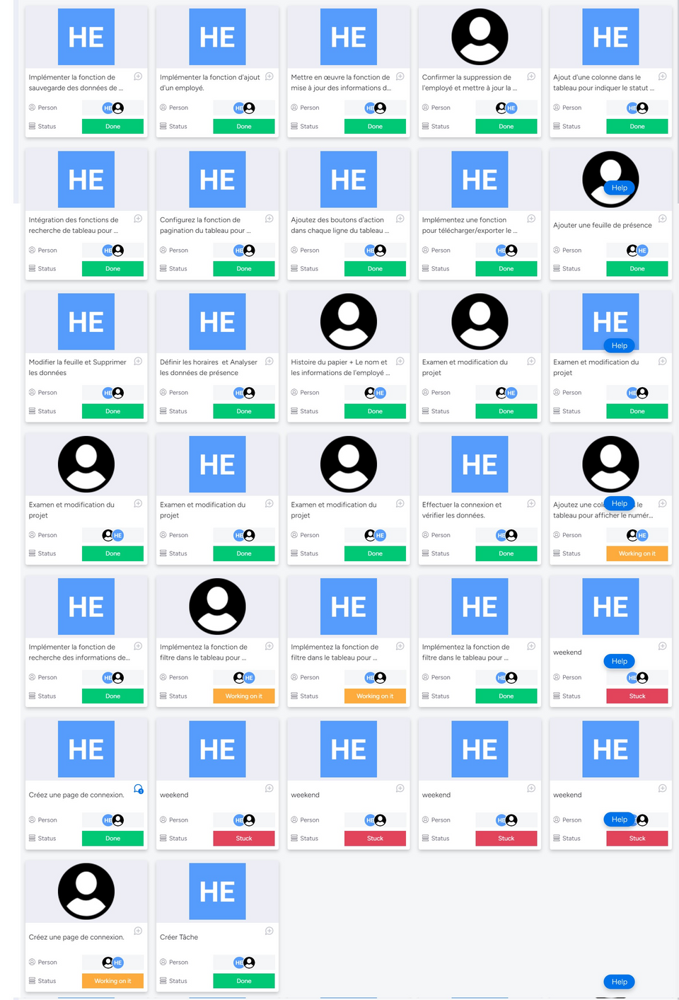 HE
HE
HE
HE
Implémenter la fonction de
sauvegarde des données de ...
Implémenter la fonction d'ajout
d'un employé.
Mettre en œuvre la fonction de
mise à jour des informations d...
Confirmer la suppression de
l'employé et mettre à jour la ...
Ajout d'une colonne dans le
tableau pour indiquer le statut ...
Person HE
Person HE
Person HE
Person HE
Person HE
Status Done
Status Done
Status Done
Status Done
Status Done
HE
HE
HE
HE
Help
Intégration des fonctions de
recherche de tableau pour ...
Configurez la fonction de
pagination du tableau pour ...
Ajoutez des boutons d'action
dans chaque ligne du tableau ...
Implémentez une fonction
pour télécharger/exporter le ...
Ajouter une feuille de présence
Person HE
Person HE
Person HE
Person HE
Person HE
Status Done
Status Done
Status Done
Status Done
Status Done
HE
HE
HE
Help
Modifier la feuille et Supprimer
les données
Définir les horaires et Analyser
les données de présence
Histoire du papier + Le nom et
les informations de l'employé ...
Examen et modification du
projet
Examen et modification du
projet
Person HE
Person HE
Person HE
Person HE
Person HE
Status Done
Status Done
Status Done
Status Done
Status Done
HE
HE
Examen et modification du
projet
Examen et modification du
projet
Examen et modification du
projet
Effectuer la connexion et
vérifier les données.
Ajoutez une le
Help
tableau pour afficher le numér...
Person HE
Person HE
Person HE
Person HE
Person HE
Status Done
Status Done
Status Done
Status Done
Status Working on it
HE
HE
HE
HE
Implémenter la fonction de
recherche des informations de...
Implémentez la fonction de
filtre dans le tableau pour ...
Implémentez la fonction de
filtre dans le tableau pour ...
Implémentez la fonction de
filtre dans le tableau pour ...
weekend
Help
Person HE
Person HE
Person HE
Person HE
Person HE
Status Done
Status Working on it
Status Working on it
Status Done
Status Stuck
HE
HE
HE
HE
HE
1
Créez une page de connexion.
weekend
weekend
weekend
weekend
Person HE
Person HE
Person HE
Person HE
Person Help
Status Done
Status Stuck
Status Stuck
Status Stuck
Status Stuck
HE
Créez une page de connexion.
Créer Tâche
Person HE
Person HE
Status Working on it
Status Done
Help